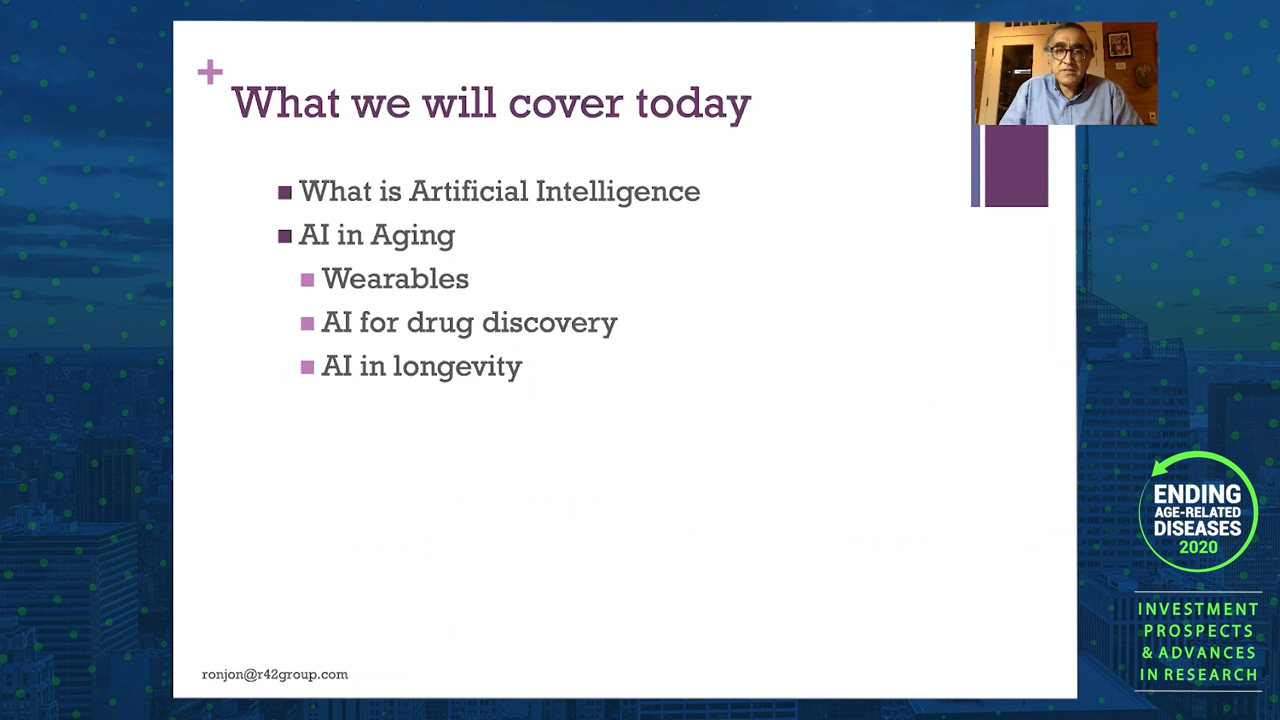 +
What we will cover today
What is Artificial Intelligence
AI in Aging
Wearables
AI for drug discovery
AI in longevity
ronjon@r42group.com
ENDING
AGE-RELATED
DISEASES
2020
INVESTMENT
PROSPECTS
& ADVANCES
IN RESEARCH